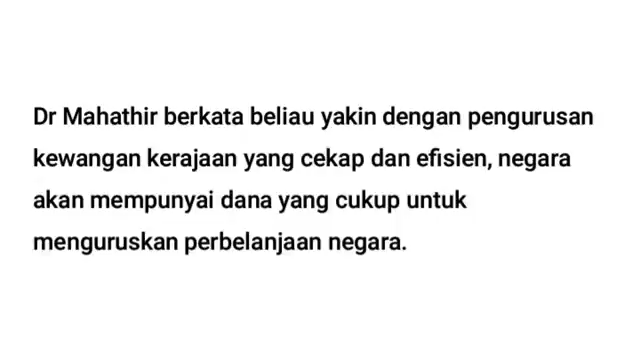 Dr Mahathir berkata beliau yakin dengan pengurusan
kewangan kerajaan yang cekap dan efisien, negara
akan mempunyai dana yang cukup untuk
menguruskan perbelanjaan negara.